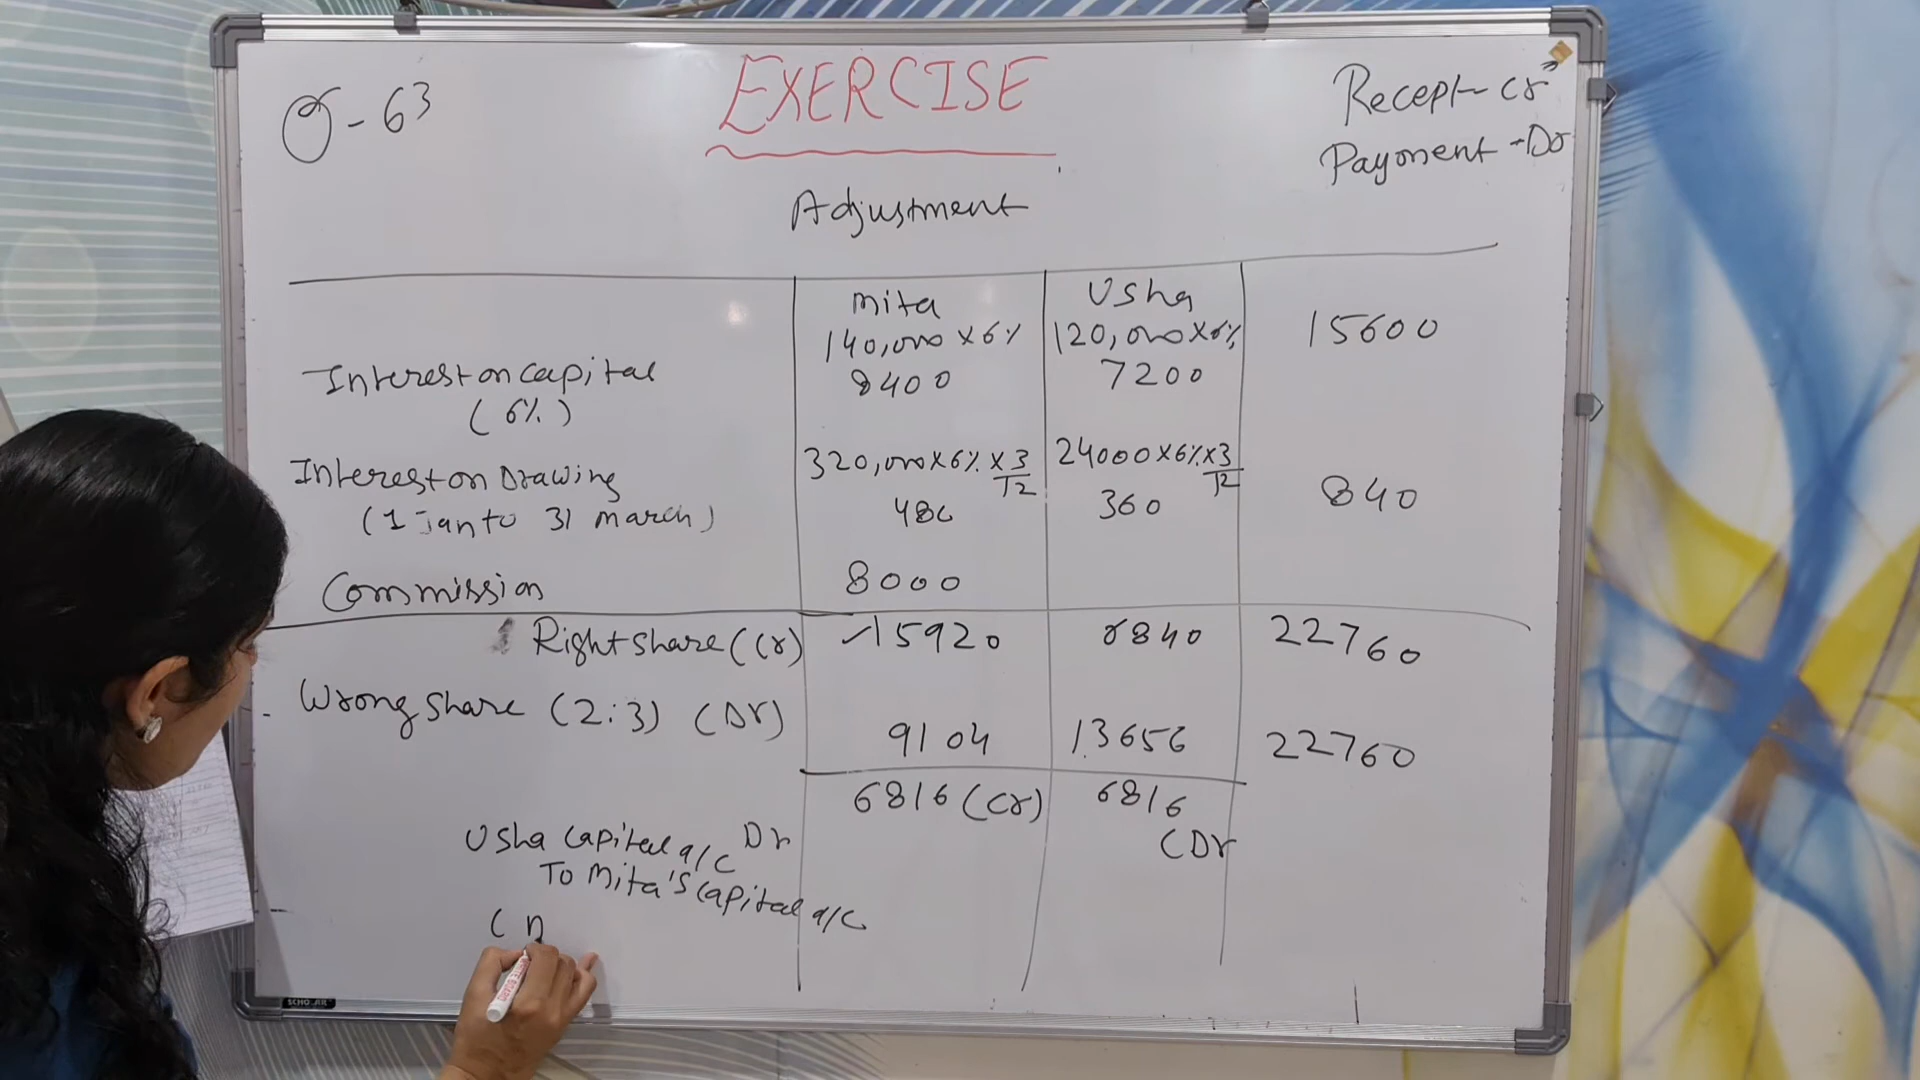 Q-63
EXERCISE
Recept-Cr
Payment-Dr
Adjustment
Mita
Usha
140,000 x 6%
120,000 x 6%
15600
Interest on capital
8400
7200
(6%)
320,000 x 6% x 3/12
24000 x 6% x 3/12
Interest on Drawing
840
(1 Jan to 31 march)
480
360
Commission
8000
Right share (Cr)
15920
6840
22760
Wrong share (2:3) (Dr)
9104
13656
22760
6816 (Cr)
6816
(Dr
Usha Capital a/c Dr
To Mita's Capital a/c
(
SCHOLAR